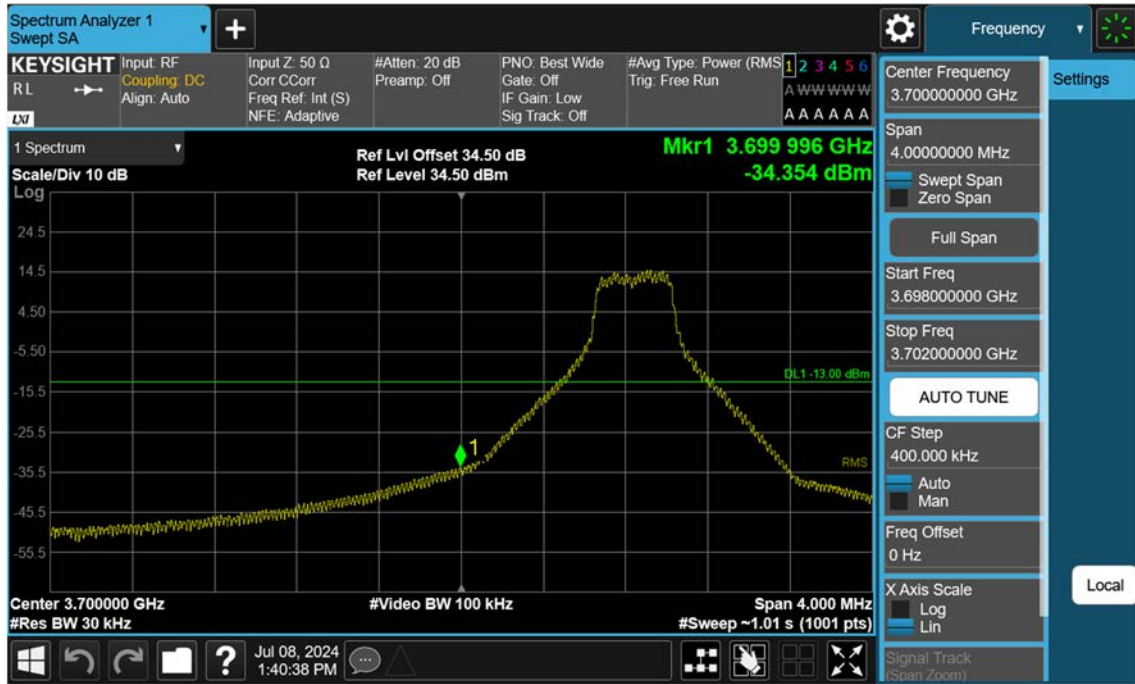 Spectrum Analyzer 1
Swept SA
+
Frequency
KEYSIGHT
RL
LXI
Input: RF
Coupling: DC
Align: Auto
Input Z: 50 Ω
Corr CCorr
Freq Ref: Int (S)
NFE: Adaptive
#Atten: 20 dB
Preamp: Off
PNO: Best Wide
Gate: Off
IF Gain: Low
Sig Track: Off
#Avg Type: Power (RMS
Trig: Free Run
1 2 3 4 5 6
A W W W W W
A A A A A A
Center Frequency
3.700000000 GHz
Settings
Span
4.00000000 MHz
Swept Span
Zero Span
Full Span
Start Freq
3.698000000 GHz
Stop Freq
3.702000000 GHz
AUTO TUNE
CF Step
400.000 kHz
Auto
Man
Freq Offset
0 Hz
X Axis Scale
Log
Lin
Signal Track
(Span Zoom)
Local
1 Spectrum
Scale/Div 10 dB
Log
Ref Lvl Offset 34.50 dB
Ref Level 34.50 dBm
Mkr1 3.699 996 GHz
-34.354 dBm
24.5
14.5
4.50
-5.50
-15.5
-25.5
-35.5
-45.5
-55.5
DL1 -13.00 dBm
1
RMS
Center 3.700000 GHz
#Res BW 30 kHz
#Video BW 100 kHz
Span 4.000 MHz
#Sweep ~1.01 s (1001 pts)
?
Jul 08, 2024
1:40:38 PM